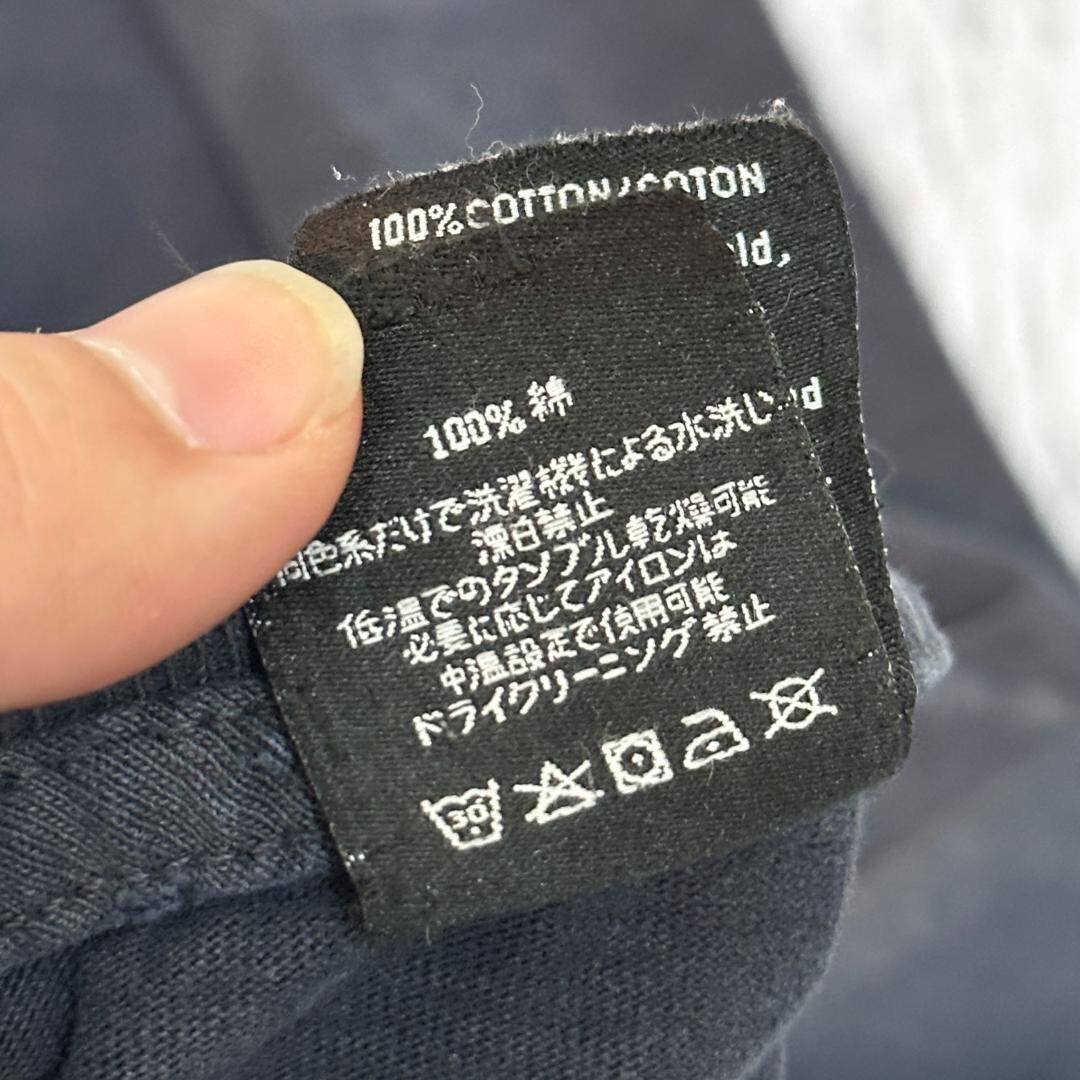 100%COTTON/COTON
ld,
100% 綿
同色系だけで洗濯機による水洗い
d
漂白禁止
低温でのタンブル乾燥可能
必要に応じてアイロンは
中温設定で使用可能
ドライクリーニング禁止
30